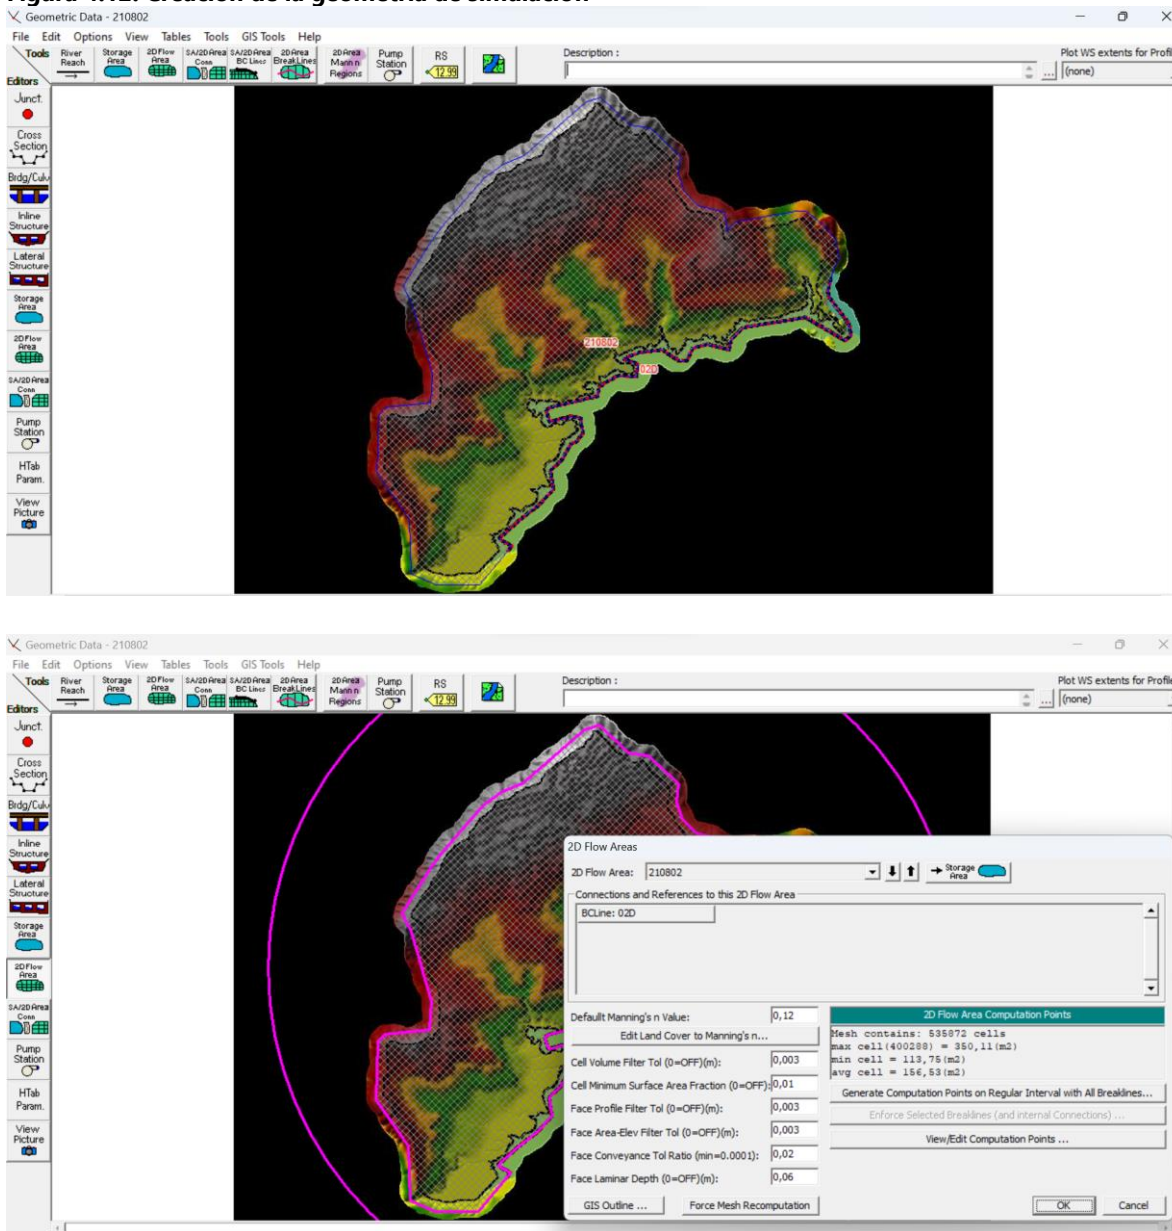 Figura 4.12. Creación de la geometría de simulación
Geometric Data - 210802
File Edit Options View Tables Tools GIS Tools Help
Tools
Editors
River Reach
Storage Area
2D Flow Area
SA/2D Area Conn
SA/2D Area BC Lines
2D Area BreakLines
2D Area Mann n Regions
Pump Station
RS
12.99
Description :
...
Plot WS extents for Profil
(none)
Junct.
Cross Section
Brdg/Culv
Inline Structure
Lateral Structure
Storage Area
2D Flow Area
SA/2D Area Conn
Pump Station
HTab Param.
View Picture
210802
02D
Geometric Data - 210802
File Edit Options View Tables Tools GIS Tools Help
Tools
Editors
River Reach
Storage Area
2D Flow Area
SA/2D Area Conn
SA/2D Area BC Lines
2D Area BreakLines
2D Area Mann n Regions
Pump Station
RS
12.99
Description :
...
Plot WS extents for Profile
(none)
Junct.
Cross Section
Brdg/Culv
Inline Structure
Lateral Structure
Storage Area
2D Flow Area
SA/2D Area Conn
Pump Station
HTab Param.
View Picture
2D Flow Areas
2D Flow Area: 210802
Storage Area
Connections and References to this 2D Flow Area
BCLine: 02D
Default Manning's n Value: 0,12
Edit Land Cover to Manning's n...
Cell Volume Filter Tol (0=OFF)(m): 0,003
Cell Minimum Surface Area Fraction (0=OFF): 0,01
Face Profile Filter Tol (0=OFF)(m): 0,003
Face Area-Elev Filter Tol (0=OFF)(m): 0,003
Face Conveyance Tol Ratio (min=0.0001): 0,02
Face Laminar Depth (0=OFF)(m): 0,06
GIS Outline ...
Force Mesh Recomputation
2D Flow Area Computation Points
Mesh contains: 535872 cells
max cell(400288) = 350,11(m2)
min cell = 113,75(m2)
avg cell = 156,53(m2)
Generate Computation Points on Regular Interval with All Breaklines...
Enforce Selected Breaklines (and internal Connections) ...
View/Edit Computation Points ...
OK
Cancel